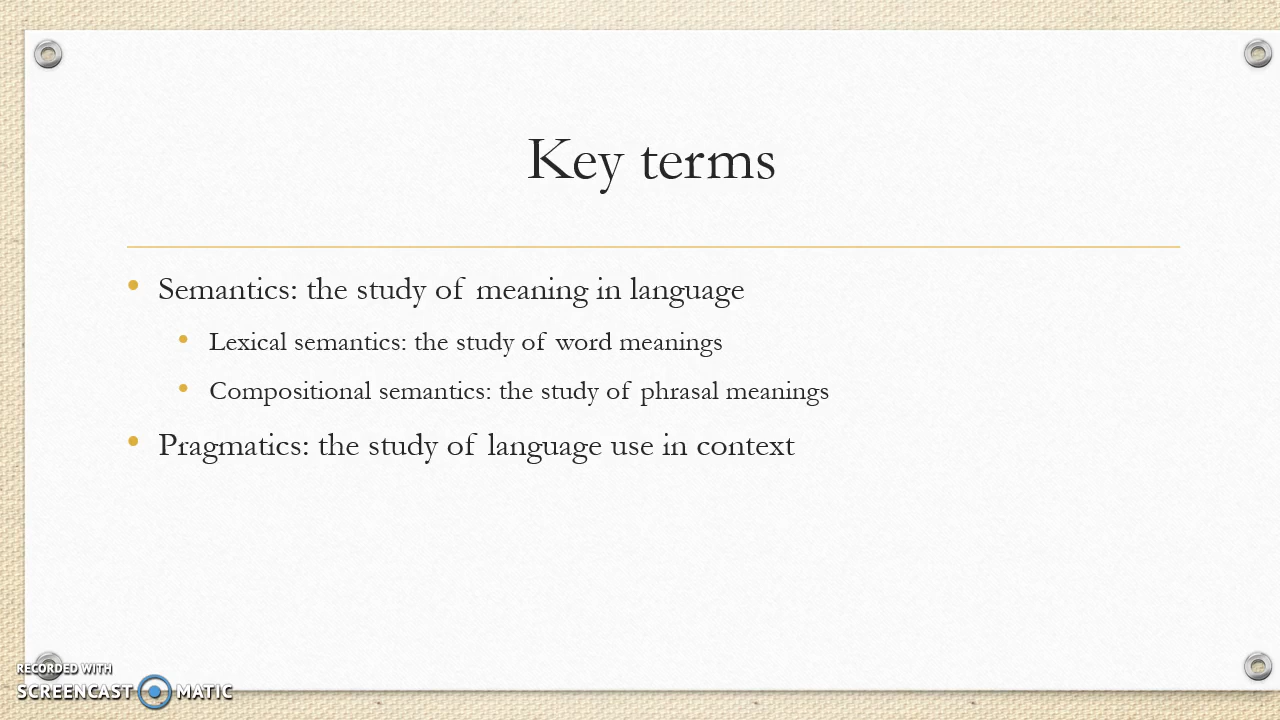 Key terms
Semantics: the study of meaning in language
Lexical semantics: the study of word meanings
Compositional semantics: the study of phrasal meanings
Pragmatics: the study of language use in context
RECORDED WITH
SCREENCAST MATIC